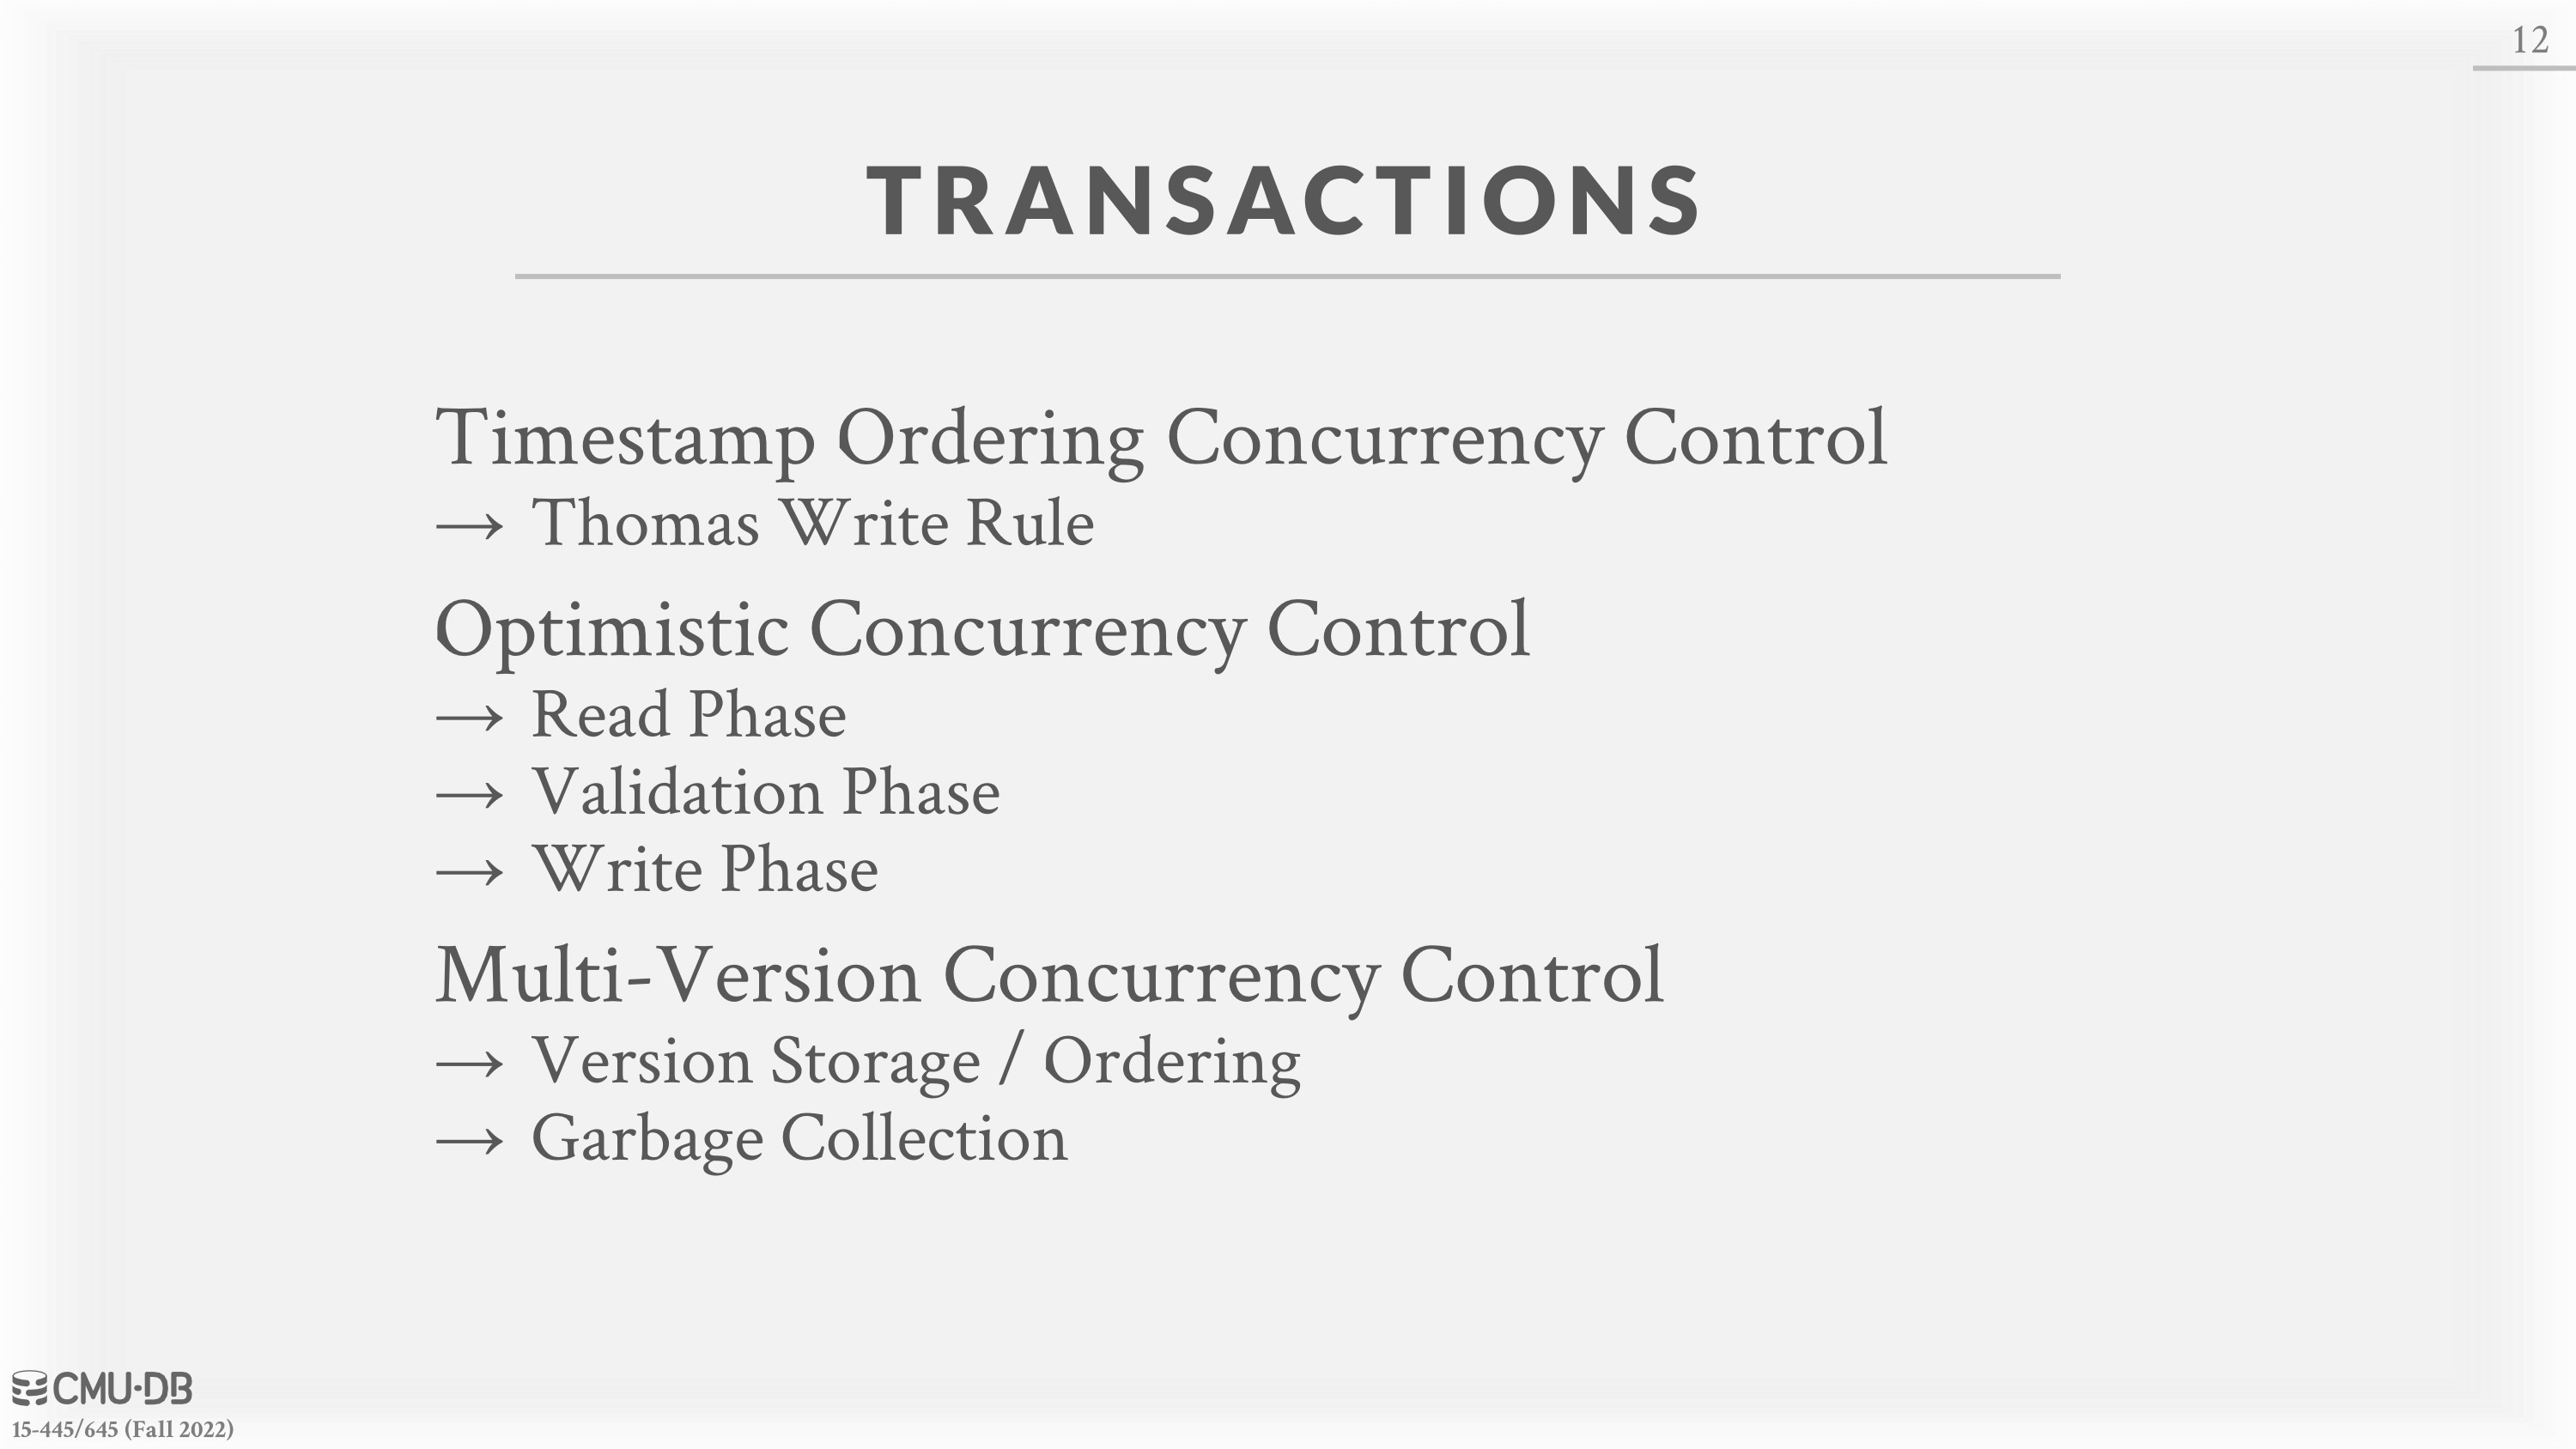 12
TRANSACTIONS
Timestamp Ordering Concurrency Control
→ Thomas Write Rule
Optimistic Concurrency Control
→ Read Phase
→ Validation Phase
→ Write Phase
Multi-Version Concurrency Control
→ Version Storage / Ordering
→ Garbage Collection
CMU·DB
15-445/645 (Fall 2022)